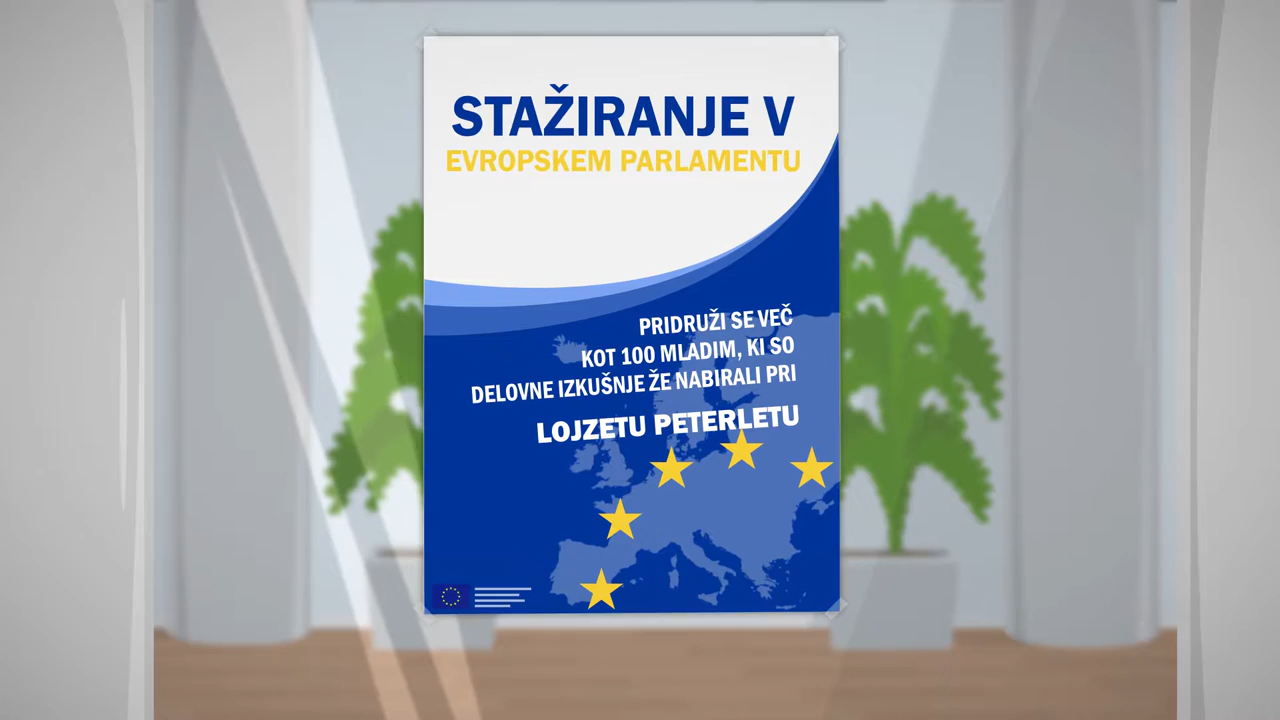 STAŽIRANJE V
EVROPSKEM PARLAMENTU
PRIDRUŽI SE VEČ
KOT 100 MLADIM, KI SO
DELOVNE IZKUŠNJE ŽE NABIRALI PRI
LOJZETU PETERLETU